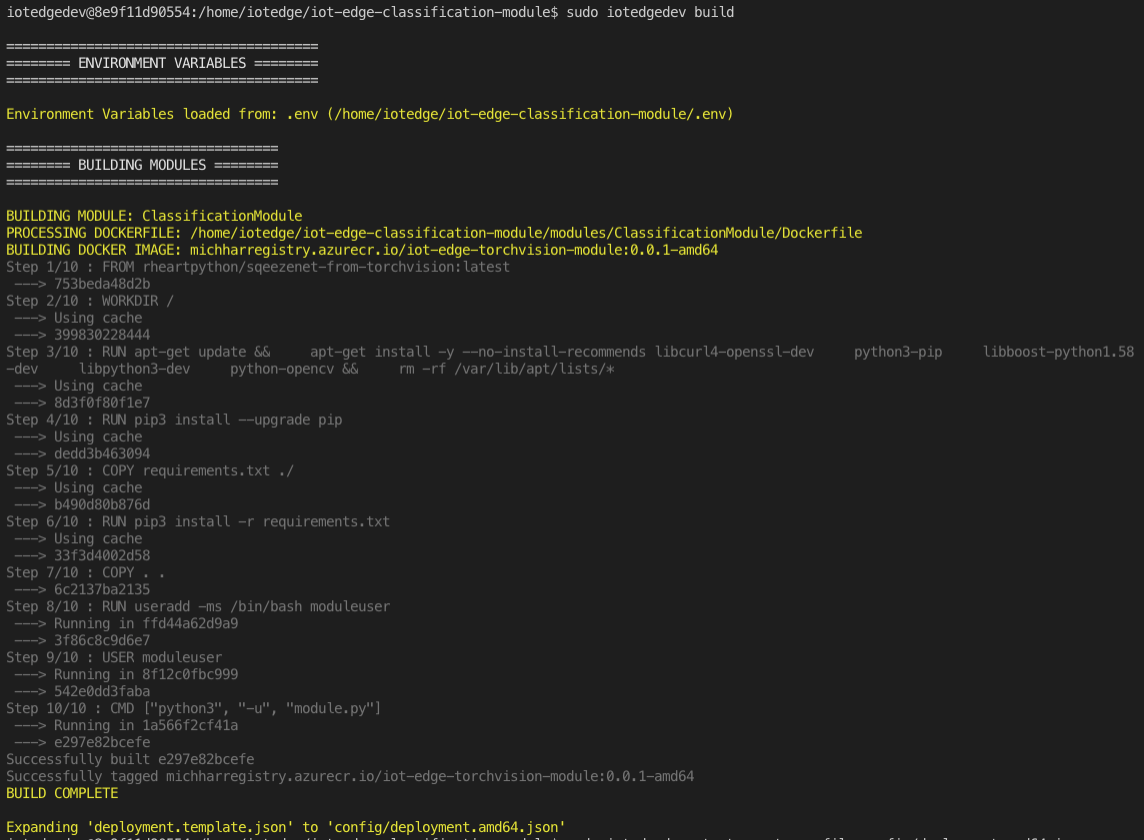 iotedgedev@8e9f11d90554:/home/iotedge/iot-edge-classification-module$ sudo iotedgedev build
=======================================
======== ENVIRONMENT VARIABLES ========
=======================================
Environment Variables loaded from: .env (/home/iotedge/iot-edge-classification-module/.env)
==================================
======== BUILDING MODULES ========
==================================
BUILDING MODULE: ClassificationModule
PROCESSING DOCKERFILE: /home/iotedge/iot-edge-classification-module/modules/ClassificationModule/Dockerfile
BUILDING DOCKER IMAGE: michharregistry.azurecr.io/iot-edge-torchvision-module:0.0.1-amd64
Step 1/10 : FROM rheartpython/sqeezenet-from-torchvision:latest
---> 753beda48d2b
Step 2/10 : WORKDIR /
---> Using cache
---> 399830228444
Step 3/10 : RUN apt-get update &&     apt-get install -y --no-install-recommends libcurl4-openssl-dev     python3-pip     libboost-python1.58
-dev     libpython3-dev     python-opencv &&     rm -rf /var/lib/apt/lists/*
---> Using cache
---> 8d3f0f80f1e7
Step 4/10 : RUN pip3 install --upgrade pip
---> Using cache
---> dedd3b463094
Step 5/10 : COPY requirements.txt ./
---> Using cache
---> b490d80b876d
Step 6/10 : RUN pip3 install -r requirements.txt
---> Using cache
---> 33f3d4002d58
Step 7/10 : COPY . .
---> 6c2137ba2135
Step 8/10 : RUN useradd -ms /bin/bash moduleuser
---> Running in ffd44a62d9a9
---> 3f86c8c9d6e7
Step 9/10 : USER moduleuser
---> Running in 8f12c0fbc999
---> 542e0dd3faba
Step 10/10 : CMD ["python3", "-u", "module.py"]
---> Running in 1a566f2cf41a
---> e297e82bcefe
Successfully built e297e82bcefe
Successfully tagged michharregistry.azurecr.io/iot-edge-torchvision-module:0.0.1-amd64
BUILD COMPLETE
Expanding 'deployment.template.json' to 'config/deployment.amd64.json'